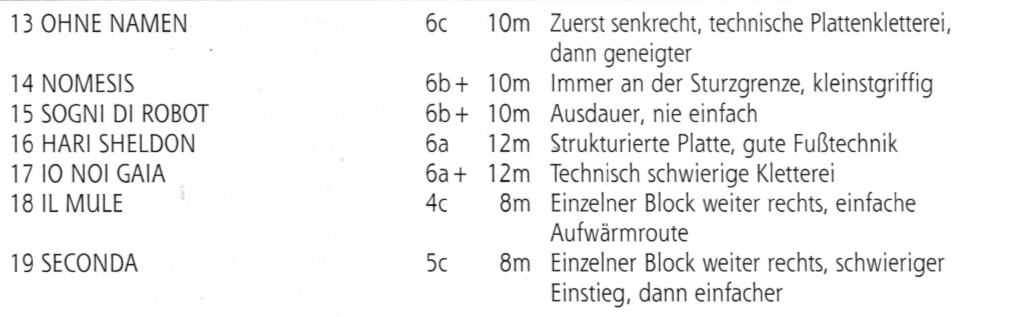 13 OHNE NAMEN 6c 10m Zuerst senkrecht, technische Plattenkletterei,
dann geneigter
14 NOMESIS 6b+ 10m Immer an der Sturzgrenze, kleinstgriffig
15 SOGNI DI ROBOT 6b+ 10m Ausdauer, nie einfach
16 HARI SHELDON 6a 12m Strukturierte Platte, gute Fußtechnik
17 IO NOI GAIA 6a+ 12m Technisch schwierige Kletterei
18 IL MULE 4c 8m Einzelner Block weiter rechts, einfache
Aufwärmroute
19 SECONDA 5c 8m Einzelner Block weiter rechts, schwieriger
Einstieg, dann einfacher